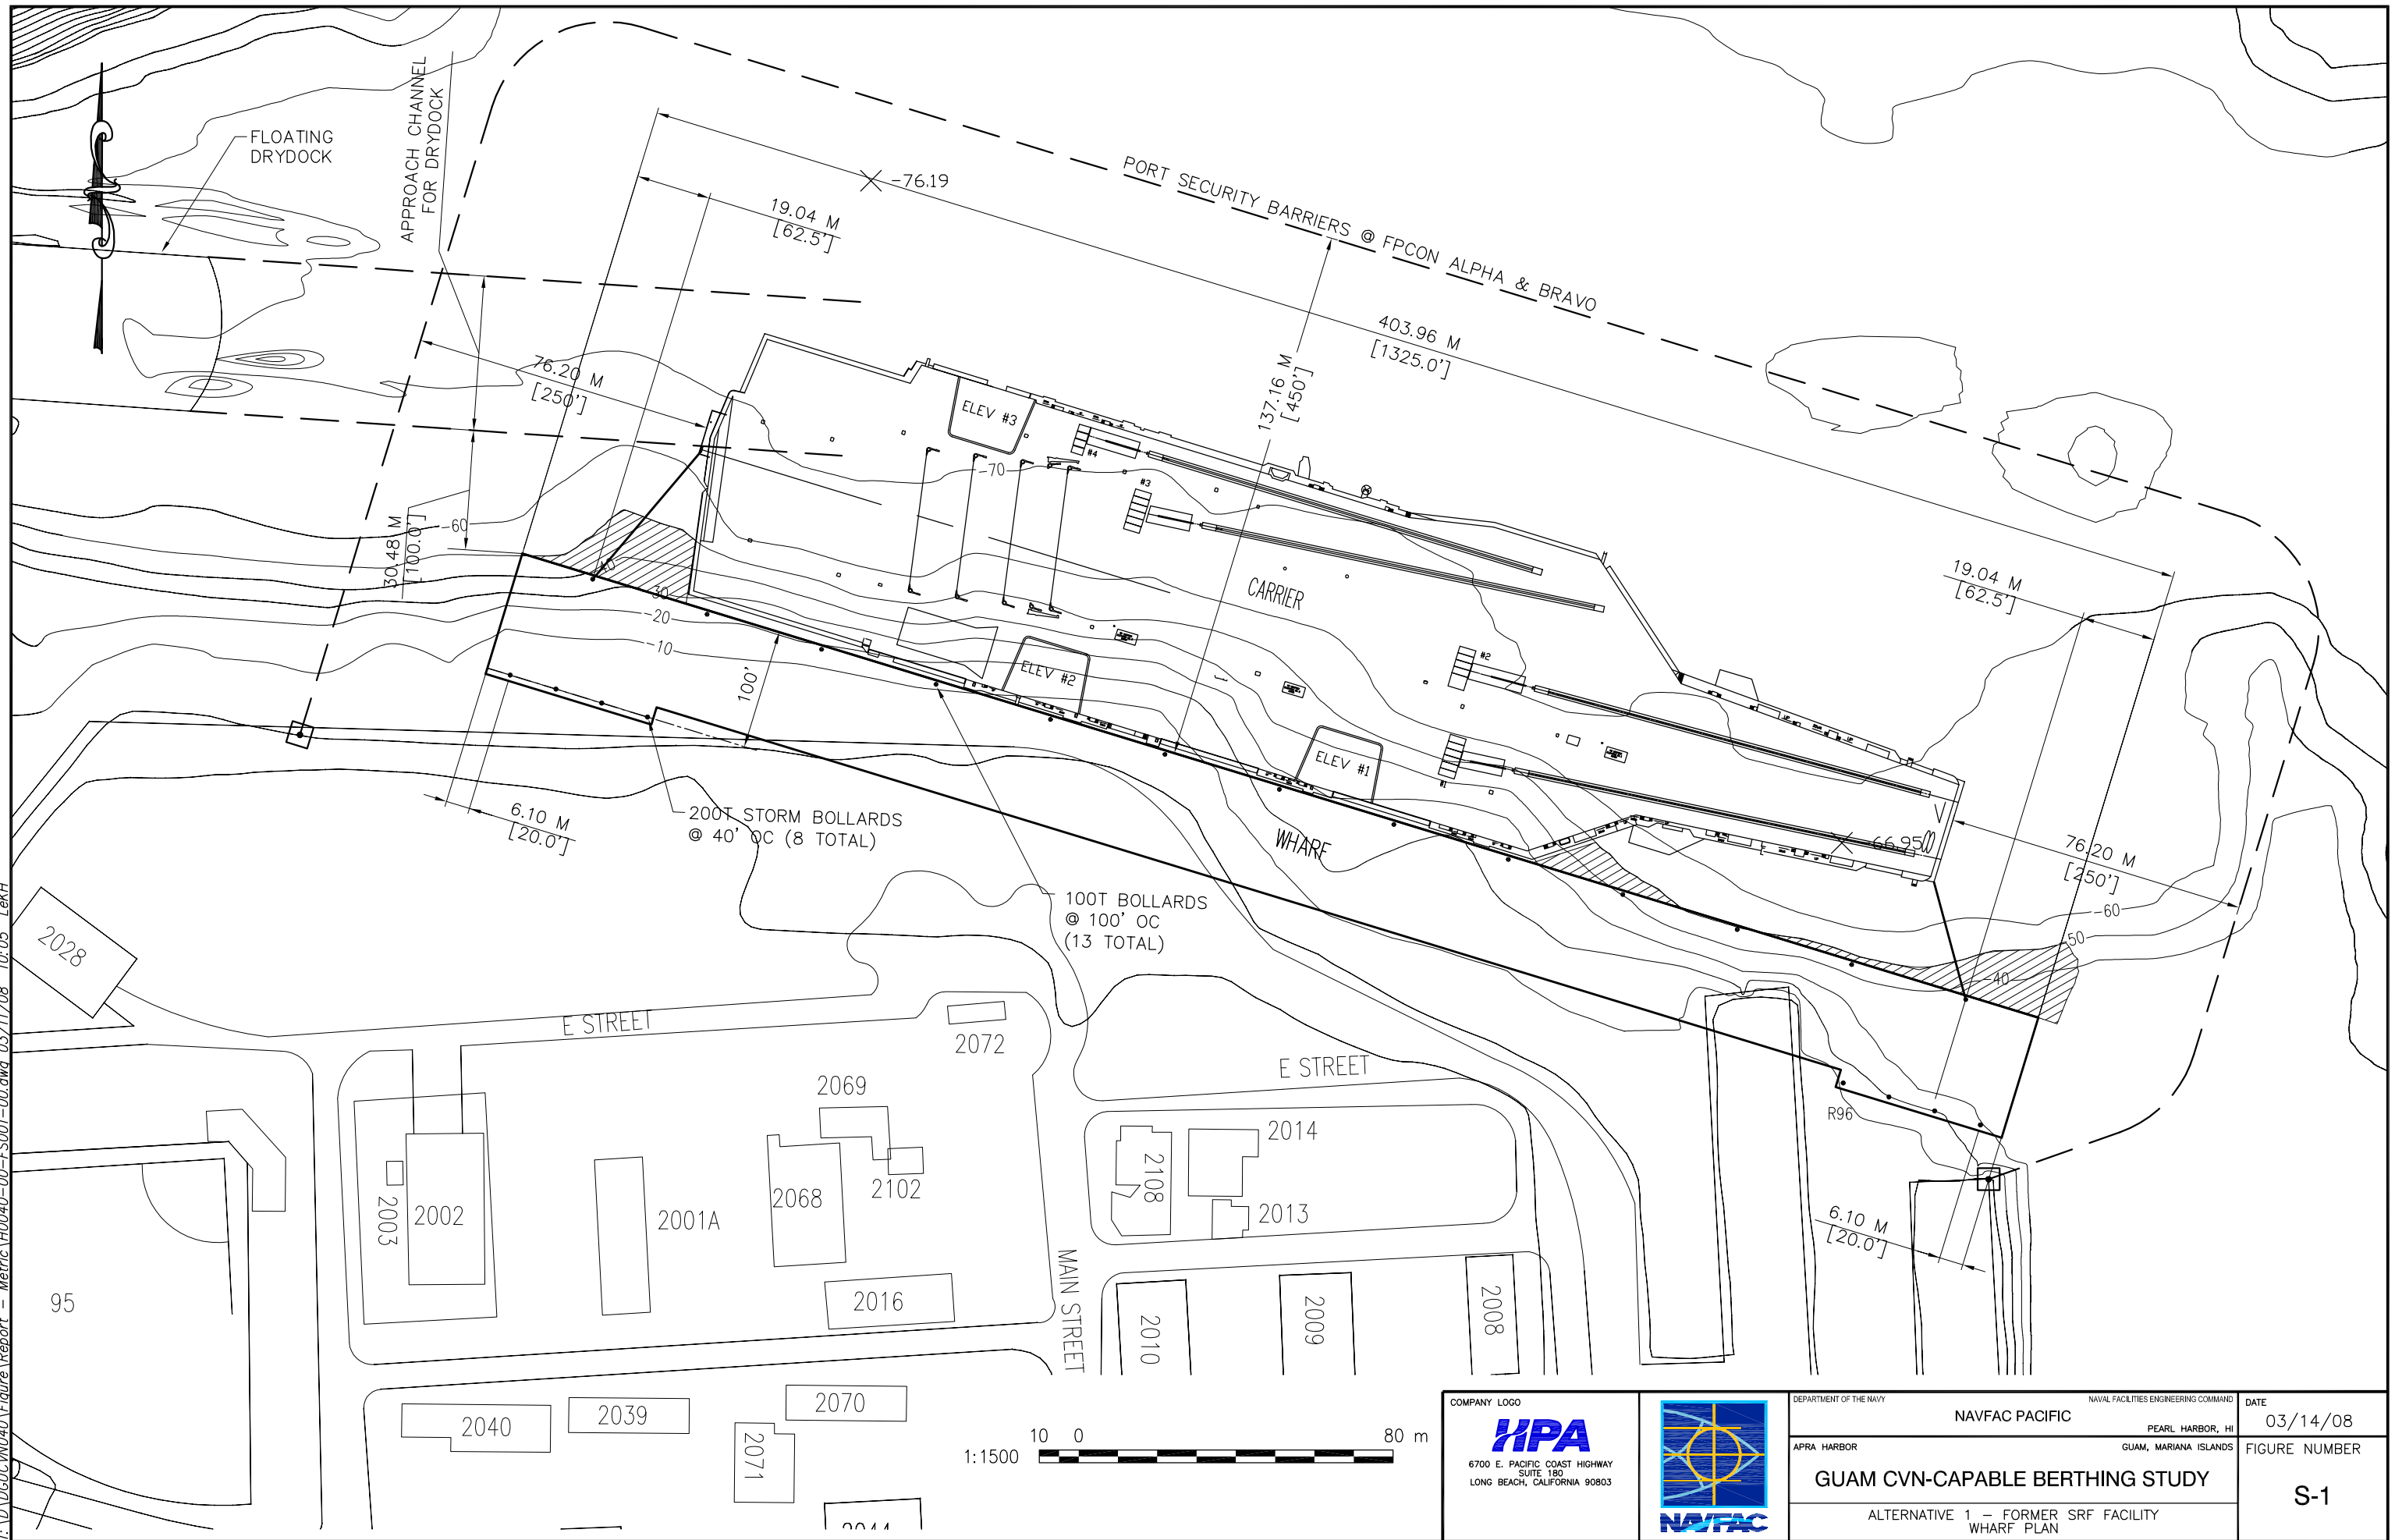 FLOATING
DRYDOCK
APPROACH CHANNEL
FOR DRYDOCK
-76.19
19.04 M
[62.5']
PORT SECURITY BARRIERS @ FPCON ALPHA & BRAVO
403.96 M
[1325.0']
137.16 M
[450']
76.20 M
[250']
30.48 M
[100.0']
ELEV #3
#4
#3
-70
-60
CARRIER
19.04 M
[62.5']
-30
-20
-10
100'
ELEV #2
#2
ELEV #1
#1
66.95
WHARF
76.20 M
[250']
-60
-50
-40
6.10 M
[20.0']
200T STORM BOLLARDS
@ 40' OC (8 TOTAL)
100T BOLLARDS
@ 100' OC
(13 TOTAL)
R96
6.10 M
[20.0']
2028
E STREET
2072
E STREET
2069
2014
2108
2003
2002
2001A
2068
2102
2013
MAIN STREET
95
2016
2010
2009
2008
2040
2039
2070
2071
1:1500
10 0 80 m
COMPANY LOGO
HPA
6700 E. PACIFIC COAST HIGHWAY
SUITE 180
LONG BEACH, CALIFORNIA 90803
NAVFAC
DEPARTMENT OF THE NAVY NAVAL FACILITIES ENGINEERING COMMAND
NAVFAC PACIFIC
PEARL HARBOR, HI
APRA HARBOR GUAM, MARIANA ISLANDS
GUAM CVN-CAPABLE BERTHING STUDY
ALTERNATIVE 1 – FORMER SRF FACILITY
WHARF PLAN
DATE
03/14/08
FIGURE NUMBER
S-1